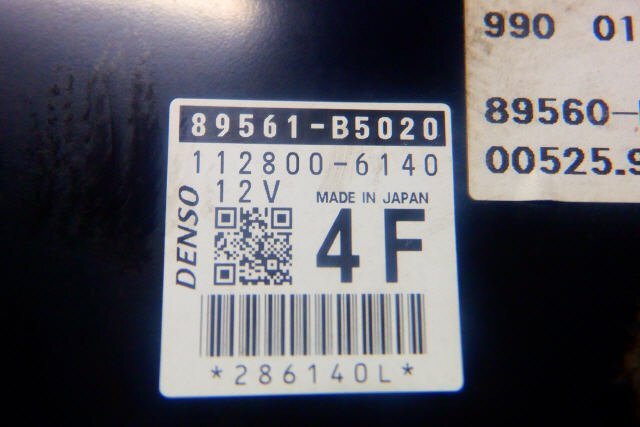 990 01
89560-
00525.9
89561-B5020
112800-6140
12V
MADE IN JAPAN
DENSO
4F
*286140L*